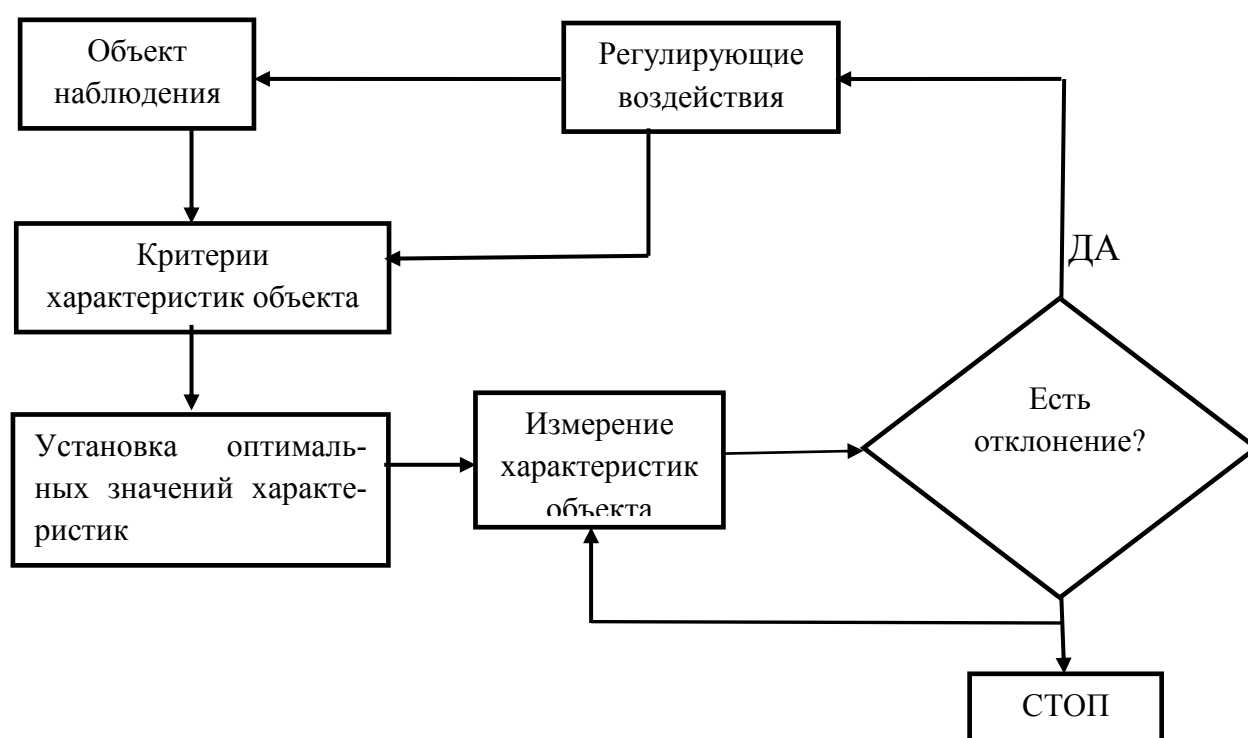 Объект
наблюдения
Регулирующие
воздействия
Критерии
характеристик объекта
ДА
Установка оптималь-
ных значений характе-
ристик
Измерение
характеристик
объекта
Есть
отклонение?
СТОП